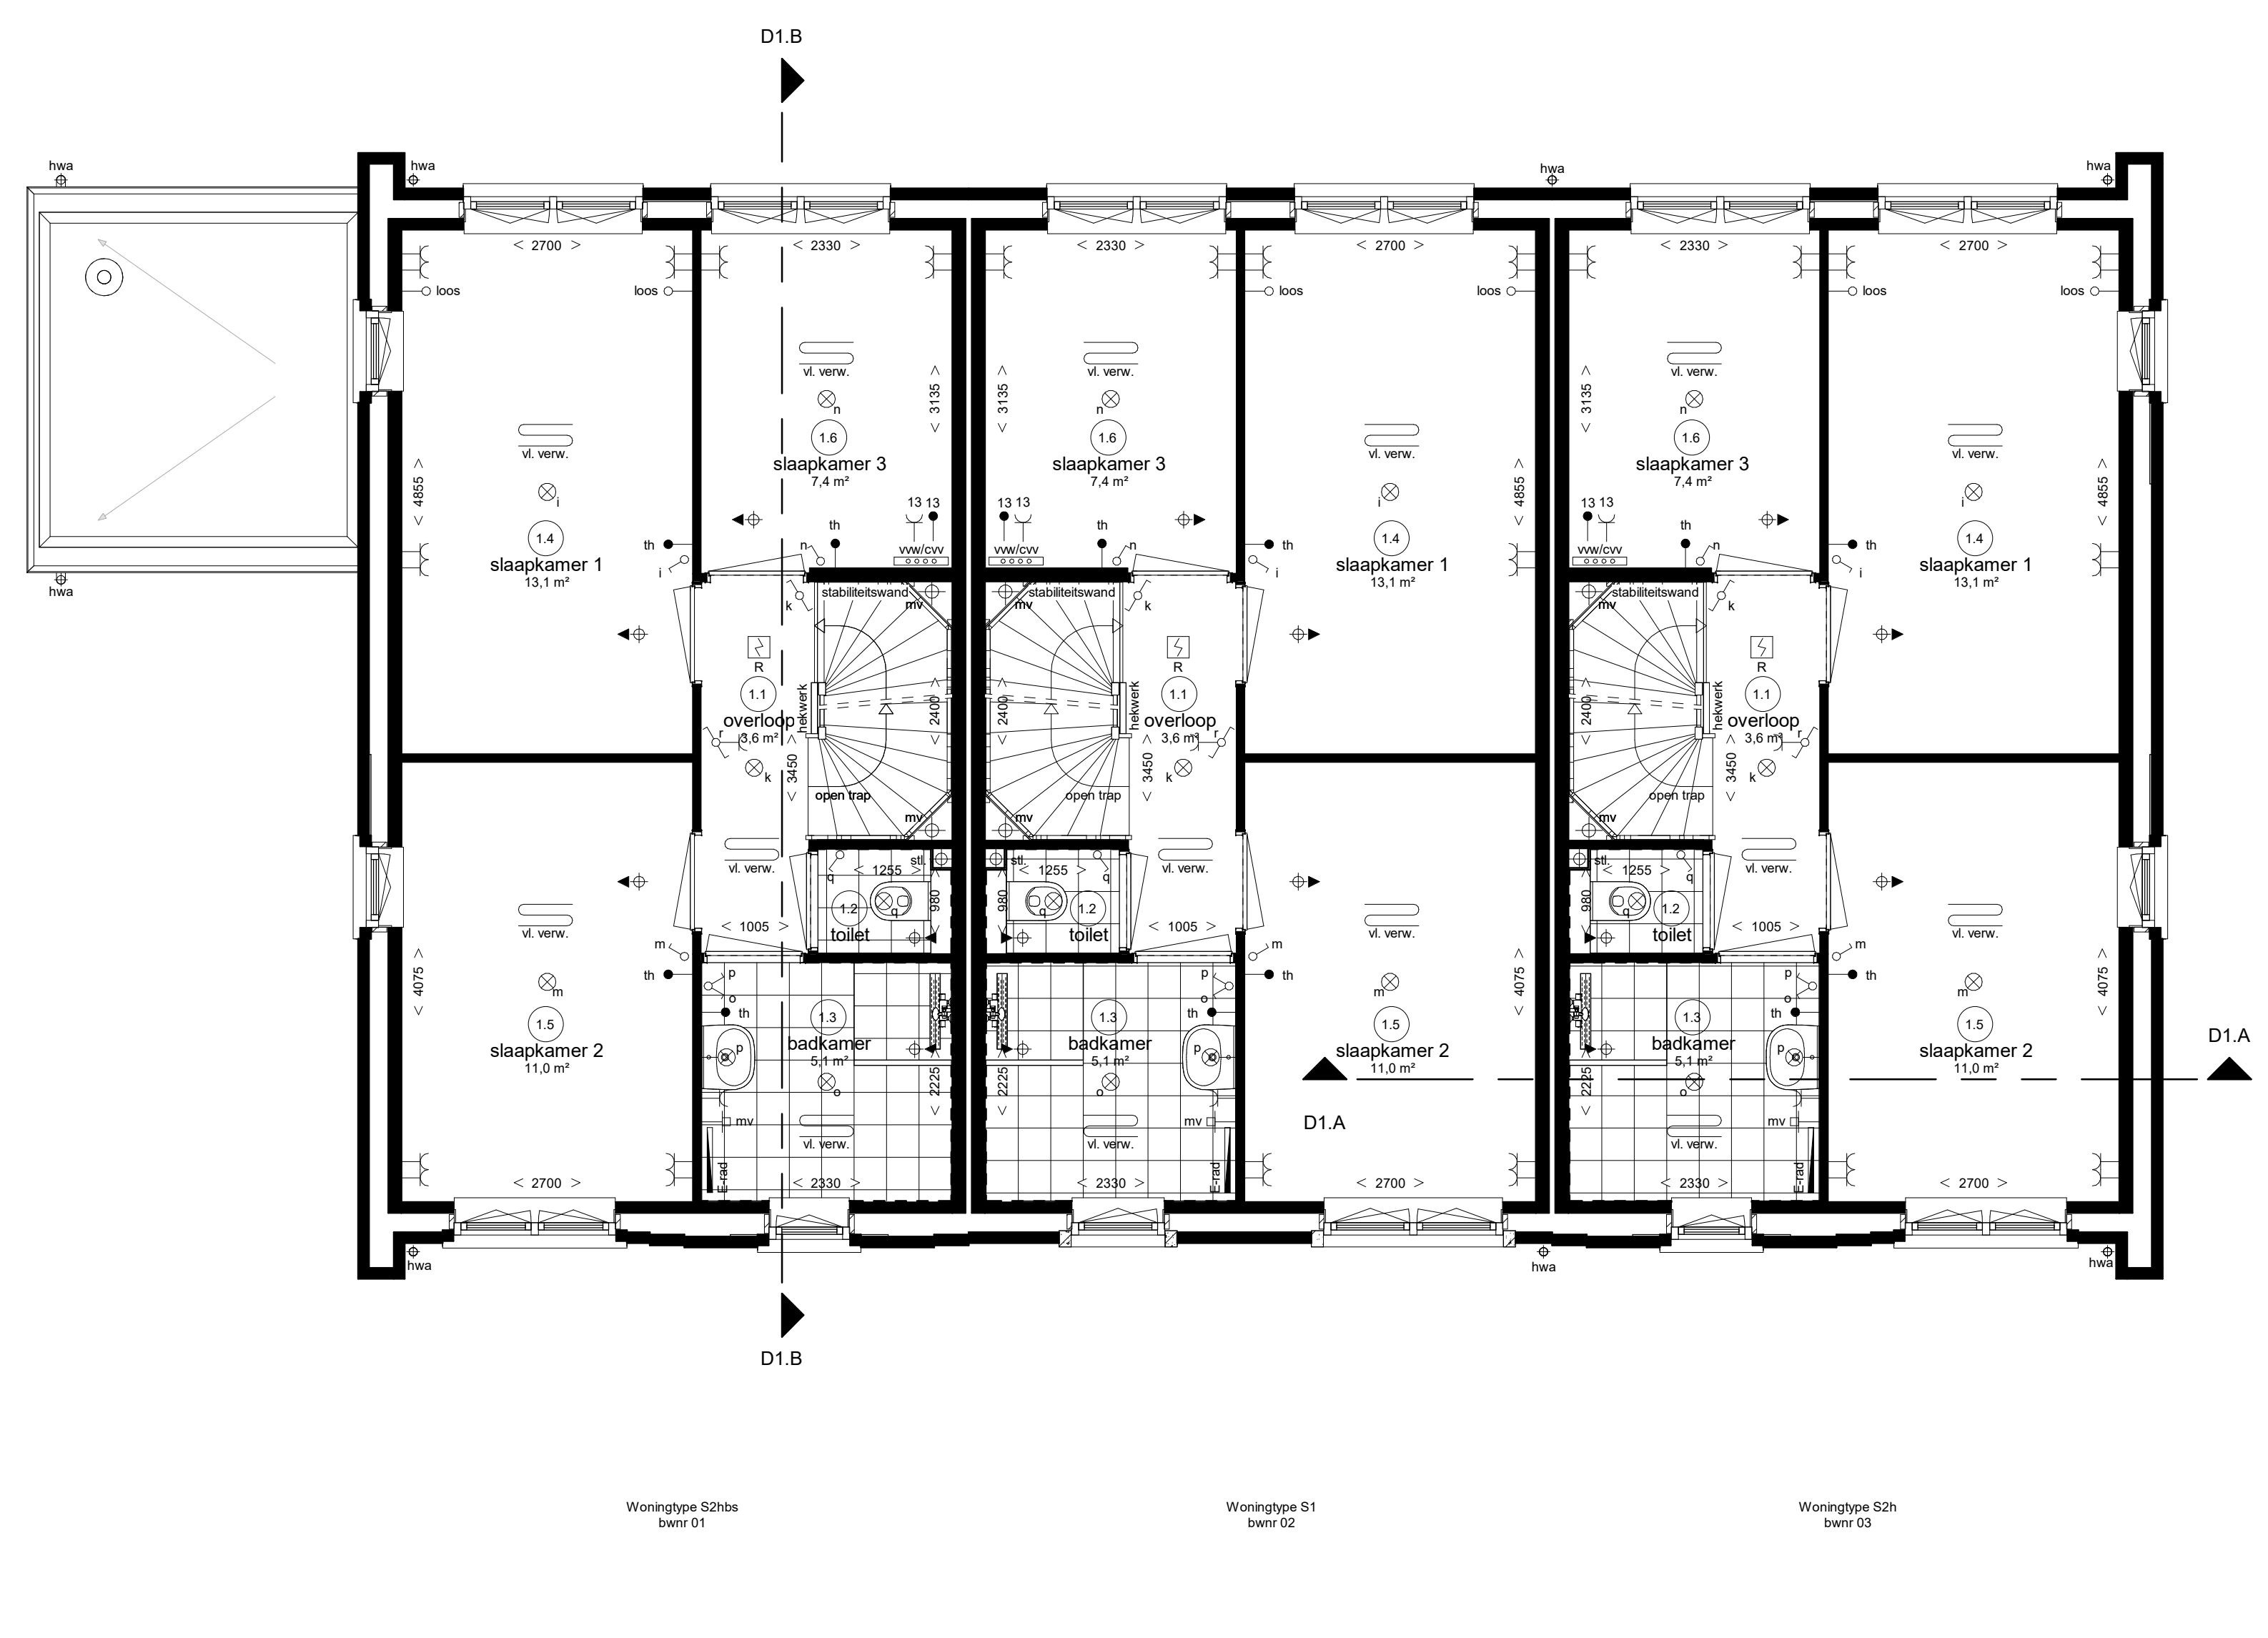 D1.B
hwa
hwa
hwa
hwa
< 2700 >
< 2330 >
< 2330 >
< 2700 >
< 2330 >
< 2700 >
loos
loos
loos
loos
loos
loos
vl. verw.
vl. verw.
vl. verw.
< 3135 >
< 3135 >
< 3135 >
n
n
n
1.6
slaapkamer 3
7,4 m²
1.6
slaapkamer 3
7,4 m²
1.6
slaapkamer 3
7,4 m²
vl. verw.
vl. verw.
vl. verw.
< 4855 >
< 4855 >
< 4855 >
i
i
i
13 13
13 13
13 13
vvw/cvv
vvw/cvv
vvw/cvv
th
th
th
n
n
n
1.4
slaapkamer 1
13,1 m²
1.4
slaapkamer 1
13,1 m²
1.4
slaapkamer 1
13,1 m²
th
i
th
i
th
i
hwa
stabiliteitswand
stabiliteitswand
stabiliteitswand
mv
mv
mv
k
k
k
R
R
R
1.1
overloop
3,6 m²
1.1
overloop
3,6 m²
1.1
overloop
3,6 m²
hekwerk
hekwerk
hekwerk
< 2400 >
< 2400 >
< 2400 >
r
r
r
k
k
k
< 3450 >
< 3450 >
< 3450 >
open trap
open trap
open trap
mv
mv
mv
vl. verw.
vl. verw.
vl. verw.
stl.
stl.
stl.
< 1255 >
< 1255 >
< 1255 >
q
q
q
< 980 >
< 980 >
< 980 >
q
q
q
1.2
toilet
1.2
toilet
1.2
toilet
< 1005 >
< 1005 >
< 1005 >
vl. verw.
vl. verw.
vl. verw.
m
th
m
th
m
th
< 4075 >
< 4075 >
< 4075 >
m
m
m
p
o
th
p
o
th
p
o
th
1.5
slaapkamer 2
11,0 m²
1.3
badkamer
5,1 m²
1.3
badkamer
5,1 m²
1.5
slaapkamer 2
11,0 m²
1.3
badkamer
5,1 m²
1.5
slaapkamer 2
11,0 m²
p
p
p
o
o
o
< 2225 >
< 2225 >
< 2225 >
D1.A
D1.A
mv
mv
mv
vl. verw.
vl. verw.
vl. verw.
E-rad
E-rad
E-rad
< 2700 >
< 2330 >
< 2330 >
< 2700 >
< 2330 >
< 2700 >
hwa
hwa
hwa
D1.B
Woningtype S2hbs
bwnr 01
Woningtype S1
bwnr 02
Woningtype S2h
bwnr 03